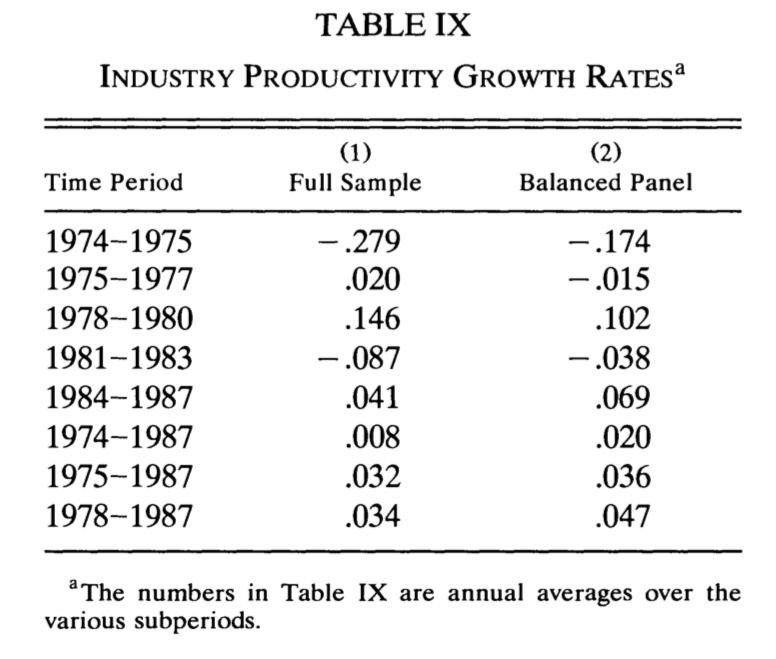 TABLE IX
INDUSTRY PRODUCTIVITY GROWTH RATESa
(1) (2)
Time Period Full Sample Balanced Panel
1974–1975 −.279 −.174
1975–1977 .020 −.015
1978–1980 .146 .102
1981–1983 −.087 −.038
1984–1987 .041 .069
1974–1987 .008 .020
1975–1987 .032 .036
1978–1987 .034 .047
aThe numbers in Table IX are annual averages over the
various subperiods.